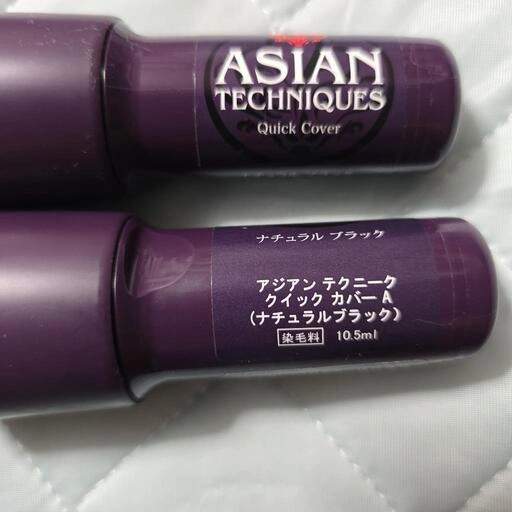 ASIAN
TECHNIQUES
Quick Cover
ナチュラル ブラック
アジアン テクニーク
クイック カバー A
(ナチュラルブラック)
染毛料 10.5ml